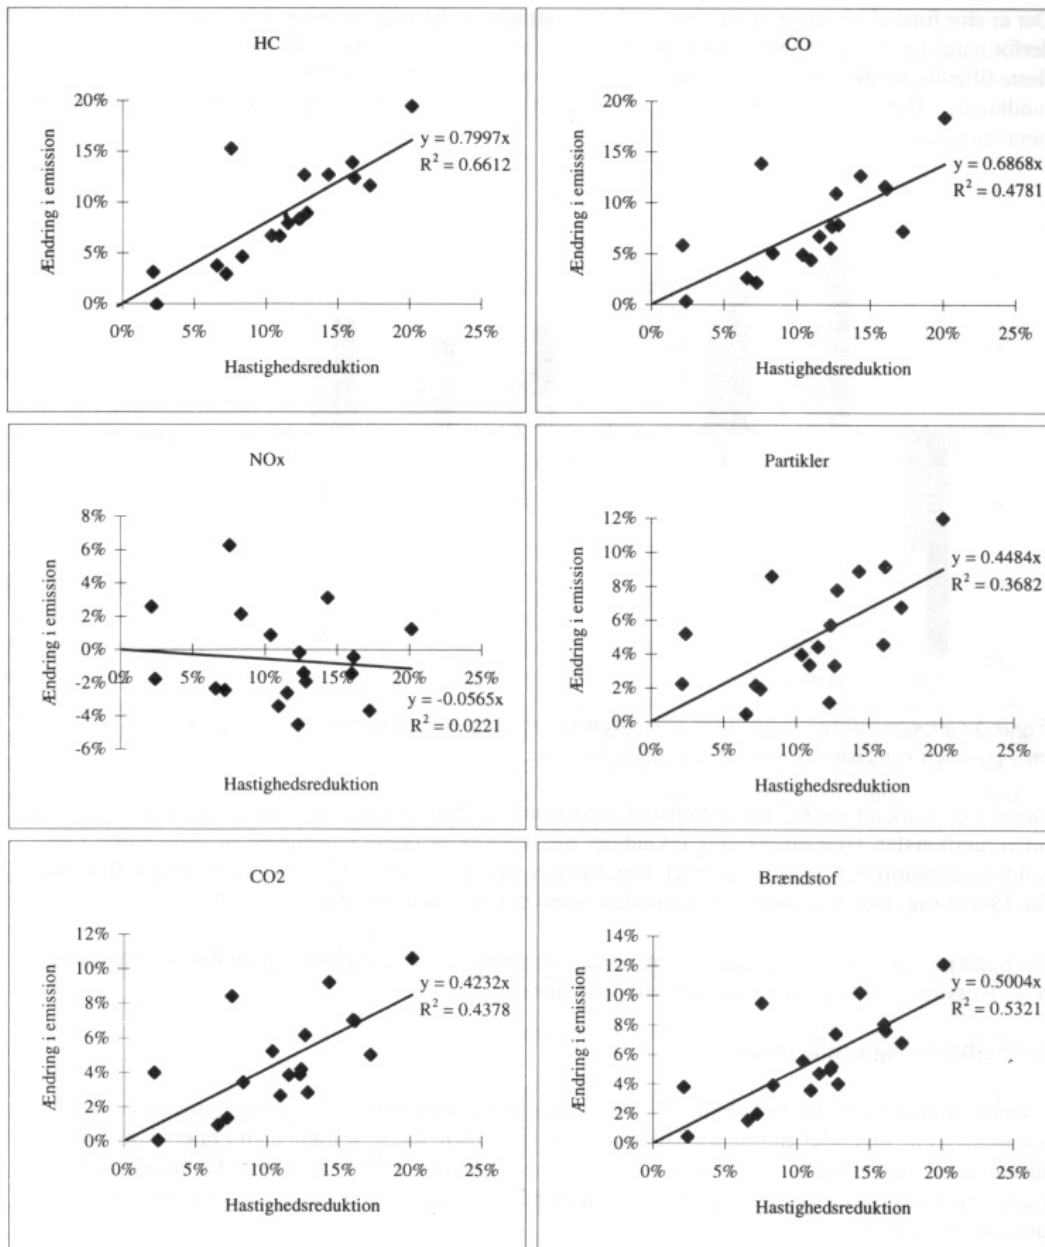 HC
20%
15%
10%
5%
0%
0%
5%
10%
15%
20%
25%
Ændring i emission
Hastighedsreduktion
y = 0.7997x
R² = 0.6612
CO
20%
15%
10%
5%
0%
0%
5%
10%
15%
20%
25%
Ændring i emission
Hastighedsreduktion
y = 0.6868x
R² = 0.4781
NOx
8%
6%
4%
2%
0%
-2%
-4%
-6%
0%
5%
10%
15%
20%
25%
Ændring i emission
Hastighedsreduktion
y = -0.0565x
R² = 0.0221
Partikler
12%
10%
8%
6%
4%
2%
0%
0%
5%
10%
15%
20%
25%
Ændring i emission
Hastighedsreduktion
y = 0.4484x
R² = 0.3682
CO2
12%
10%
8%
6%
4%
2%
0%
0%
5%
10%
15%
20%
25%
Ændring i emission
Hastighedsreduktion
y = 0.4232x
R² = 0.4378
Brændstof
14%
12%
10%
8%
6%
4%
2%
0%
0%
5%
10%
15%
20%
25%
Ændring i emission
Hastighedsreduktion
y = 0.5004x
R² = 0.5321